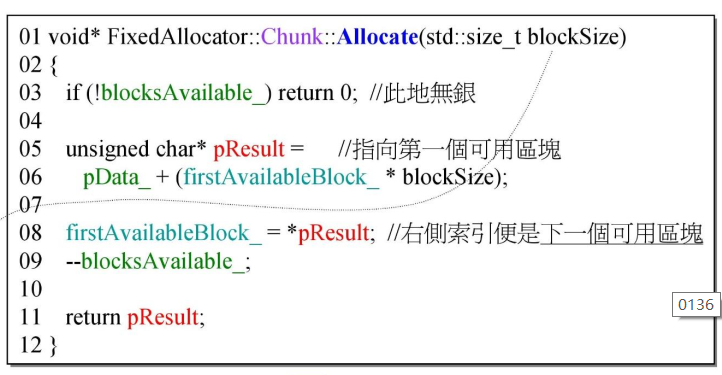 01 void* FixedAllocator::Chunk::Allocate(std::size_t blockSize)
02 {
03 if (!blocksAvailable_) return 0; //此地無銀
04
05 unsigned char* pResult = //指向第一個可用區塊
06 pData_ + (firstAvailableBlock_ * blockSize);
07
08 firstAvailableBlock_ = *pResult; //右側索引便是下一個可用區塊
09 --blocksAvailable_;
10
0136
11 return pResult;
12 }